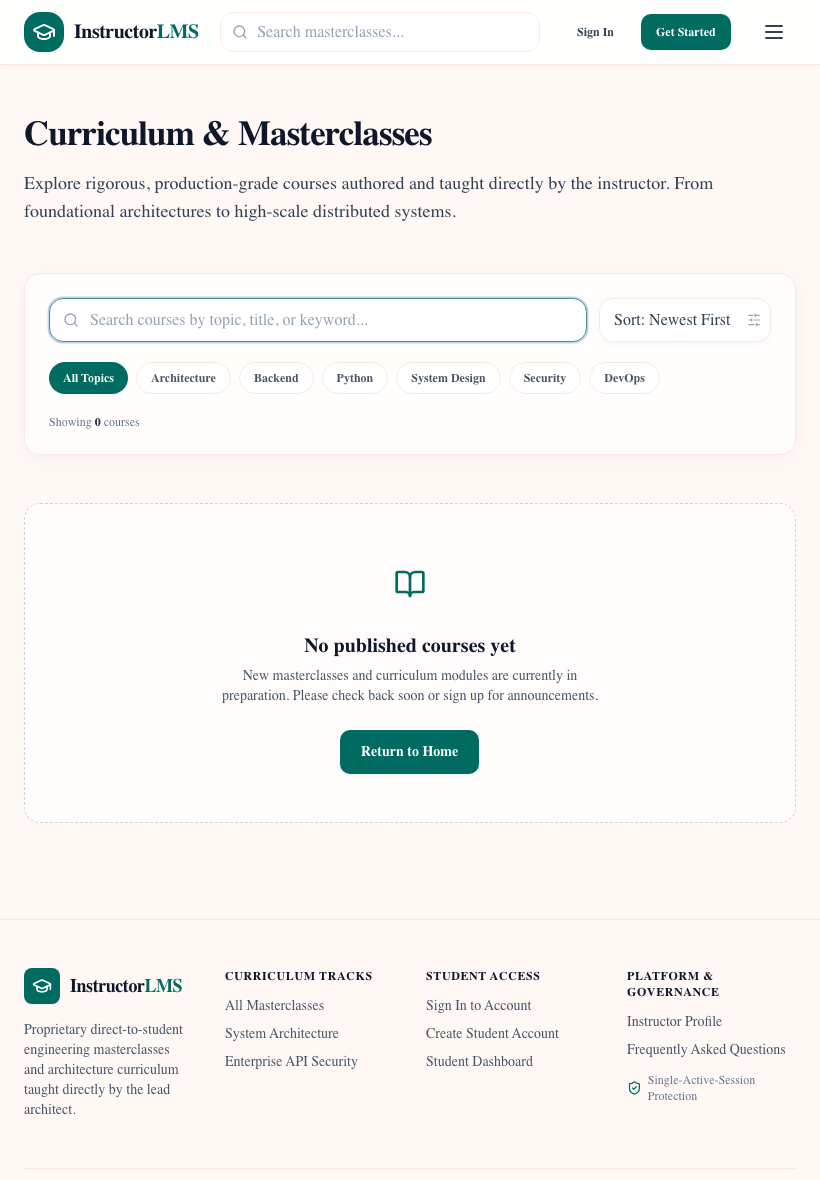 InstructorLMS
Search masterclasses...
Sign In
Get Started
Curriculum & Masterclasses
Explore rigorous, production-grade courses authored and taught directly by the instructor. From
foundational architectures to high-scale distributed systems.
Search courses by topic, title, or keyword...
Sort: Newest First
All Topics
Architecture
Backend
Python
System Design
Security
DevOps
Showing 0 courses
No published courses yet
New masterclasses and curriculum modules are currently in
preparation. Please check back soon or sign up for announcements.
Return to Home
InstructorLMS
Proprietary direct-to-student
engineering masterclasses
and architecture curriculum
taught directly by the lead
architect.
CURRICULUM TRACKS
All Masterclasses
System Architecture
Enterprise API Security
STUDENT ACCESS
Sign In to Account
Create Student Account
Student Dashboard
PLATFORM &
GOVERNANCE
Instructor Profile
Frequently Asked Questions
Single-Active-Session
Protection